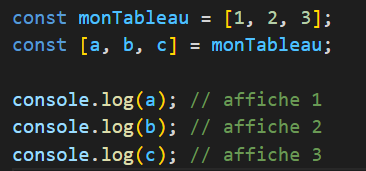 const monTableau = [1, 2, 3];
const [a, b, c] = monTableau;
console.log(a); // affiche 1
console.log(b); // affiche 2
console.log(c); // affiche 3